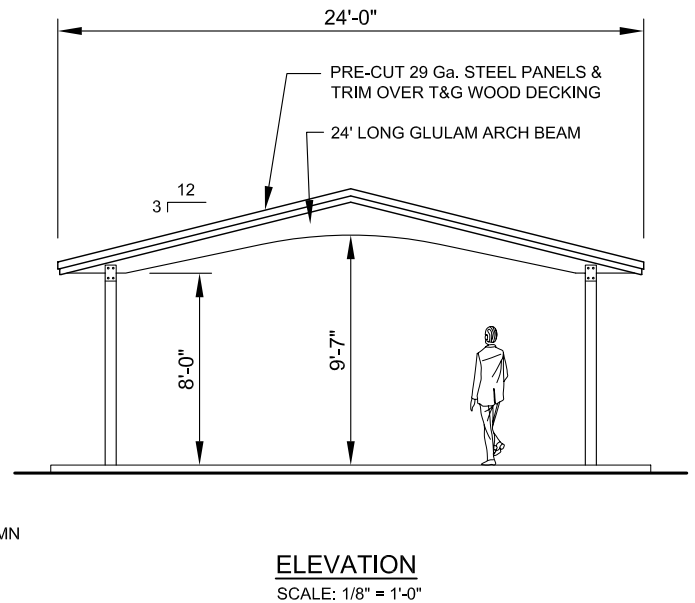 24'-0"
PRE-CUT 29 Ga. STEEL PANELS &
TRIM OVER T&G WOOD DECKING
24' LONG GLULAM ARCH BEAM
12
3
8'-0"
9'-7"
MN
ELEVATION
SCALE: 1/8" = 1'-0"